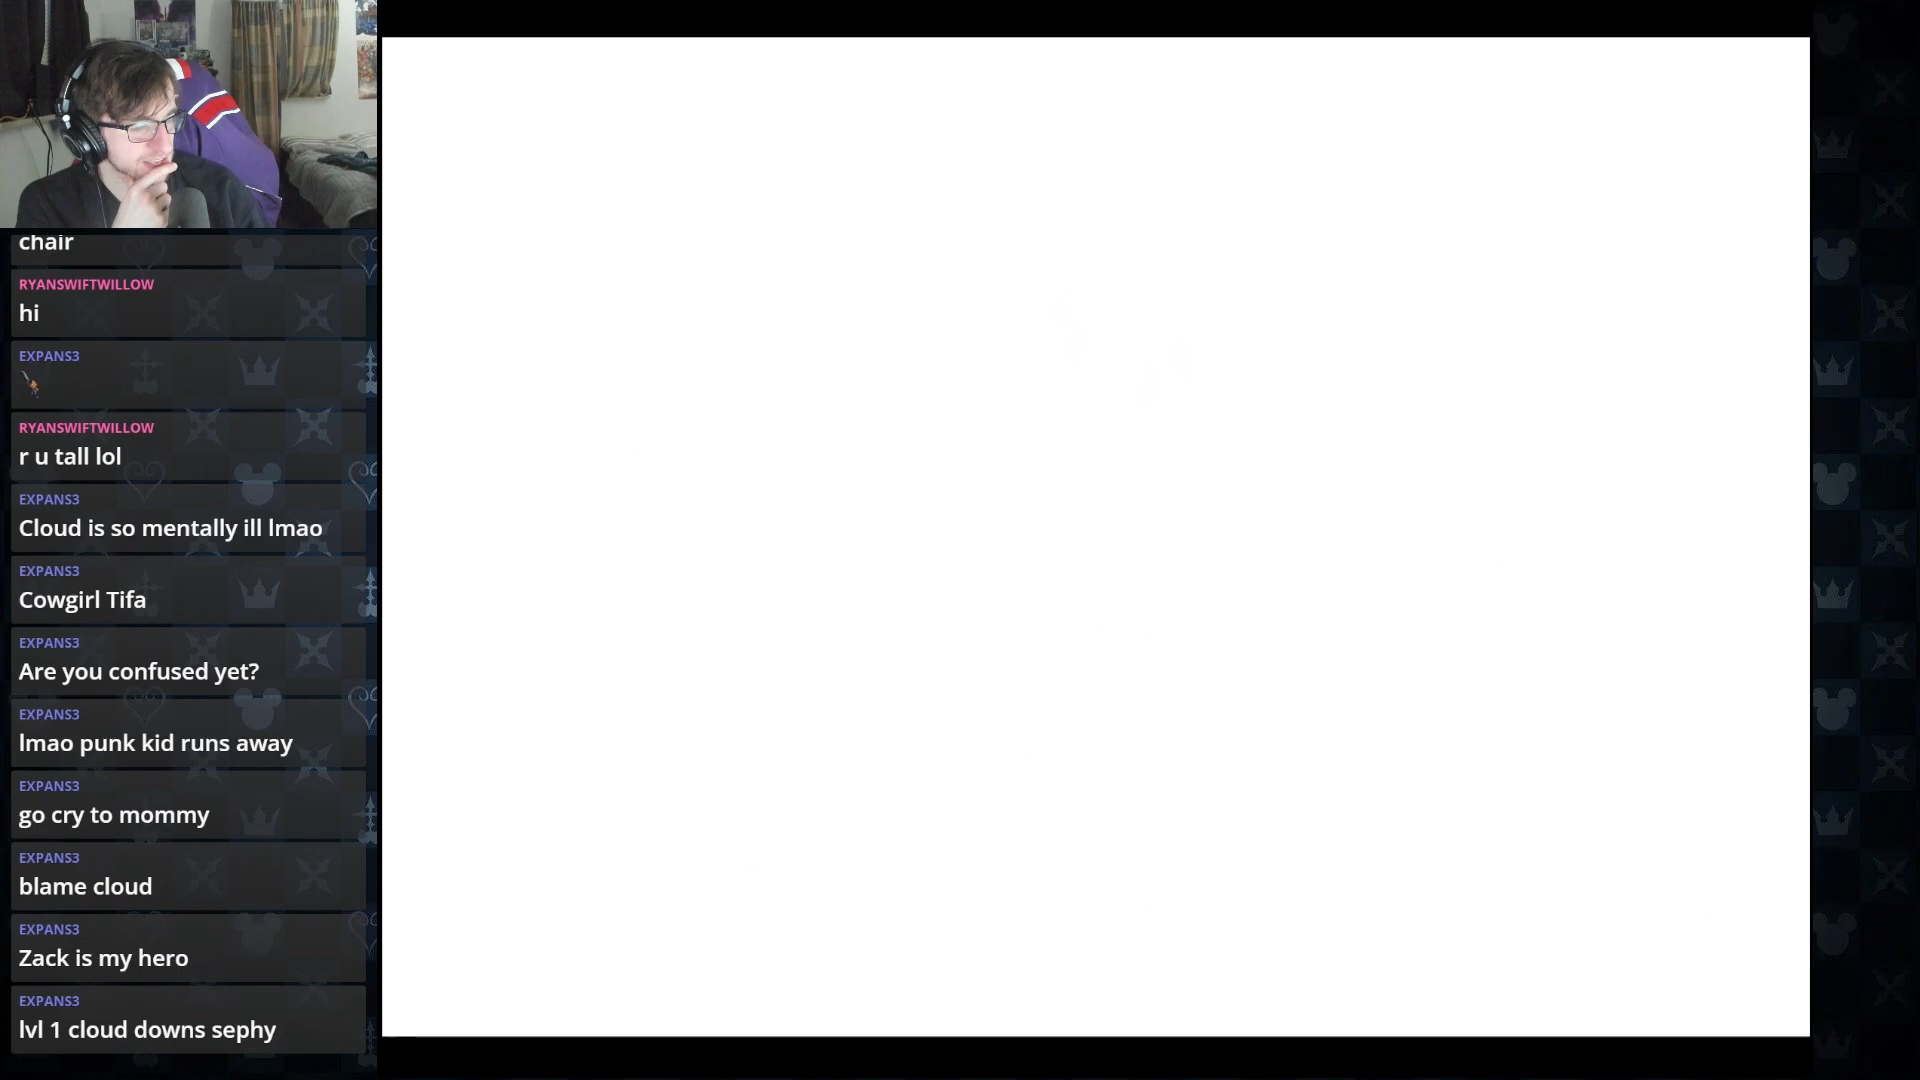 chair
RYANSWIFTWILLOW
hi
EXPANS3
RYANSWIFTWILLOW
r u tall lol
EXPANS3
Cloud is so mentally ill lmao
EXPANS3
Cowgirl Tifa
EXPANS3
Are you confused yet?
EXPANS3
lmao punk kid runs away
EXPANS3
go cry to mommy
EXPANS3
blame cloud
EXPANS3
Zack is my hero
EXPANS3
lvl 1 cloud downs sephy